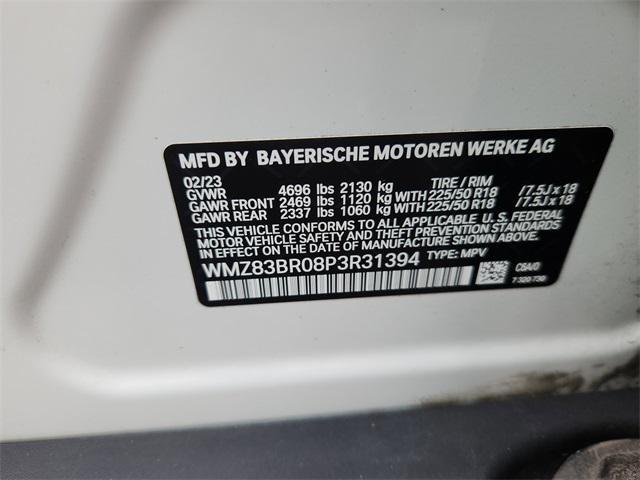 MFD BY BAYERISCHE MOTOREN WERKE AG
02/23 TIRE / RIM
GVWR 4696 lbs 2130 kg
GAWR FRONT 2469 lbs 1120 kg WITH 225/50 R18 /7.5J x 18
GAWR REAR 2337 lbs 1060 kg WITH 225/50 R18 /7.5J x 18
THIS VEHICLE CONFORMS TO ALL APPLICABLE U.S. FEDERAL
MOTOR VEHICLE SAFETY AND THEFT PREVENTION STANDARDS
IN EFFECT ON THE DATE OF MANUFACTURE SHOWN ABOVE.
WMZ83BR08P3R31394 TYPE: MPV
C6A/0
7 320 730